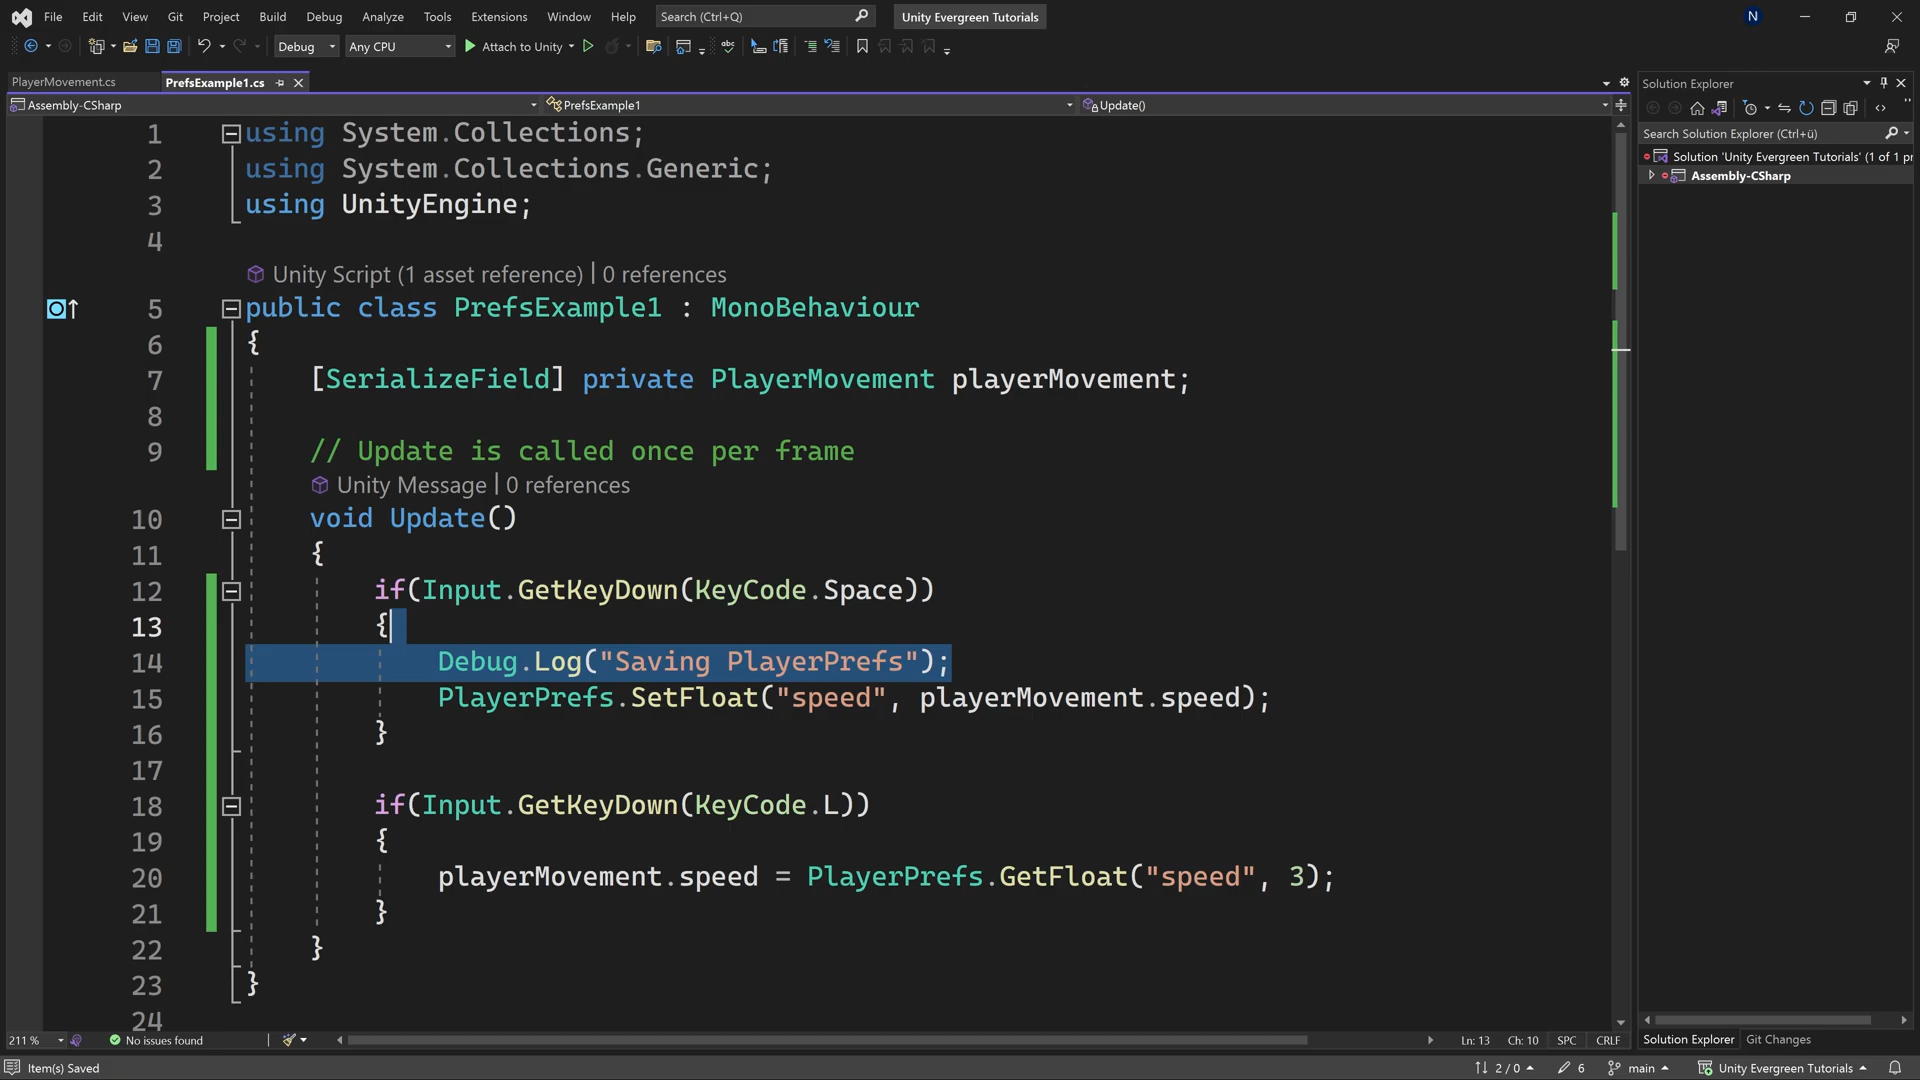 File Edit View Git Project Build Debug Analyze Tools Extensions Window Help Search (Ctrl+Q) Unity Evergreen Tutorials N
Debug Any CPU Attach to Unity
PlayerMovement.cs PrefsExample1.cs
Assembly-CSharp PrefsExample1 Update()
1 using System.Collections;
2 using System.Collections.Generic;
3 using UnityEngine;
4
Unity Script (1 asset reference) | 0 references
5 public class PrefsExample1 : MonoBehaviour
6 {
7 [SerializeField] private PlayerMovement playerMovement;
8
9 // Update is called once per frame
Unity Message | 0 references
10 void Update()
11 {
12 if(Input.GetKeyDown(KeyCode.Space))
13 {
14 Debug.Log("Saving PlayerPrefs");
15 PlayerPrefs.SetFloat("speed", playerMovement.speed);
16 }
17
18 if(Input.GetKeyDown(KeyCode.L))
19 {
20 playerMovement.speed = PlayerPrefs.GetFloat("speed", 3);
21 }
22 }
23 }
24
211 % No issues found Ln: 13 Ch: 10 SPC CRLF
Solution Explorer
Search Solution Explorer (Ctrl+ü)
Solution 'Unity Evergreen Tutorials' (1 of 1 pr
Assembly-CSharp
Solution Explorer Git Changes
Item(s) Saved 2 / 0 6 main Unity Evergreen Tutorials